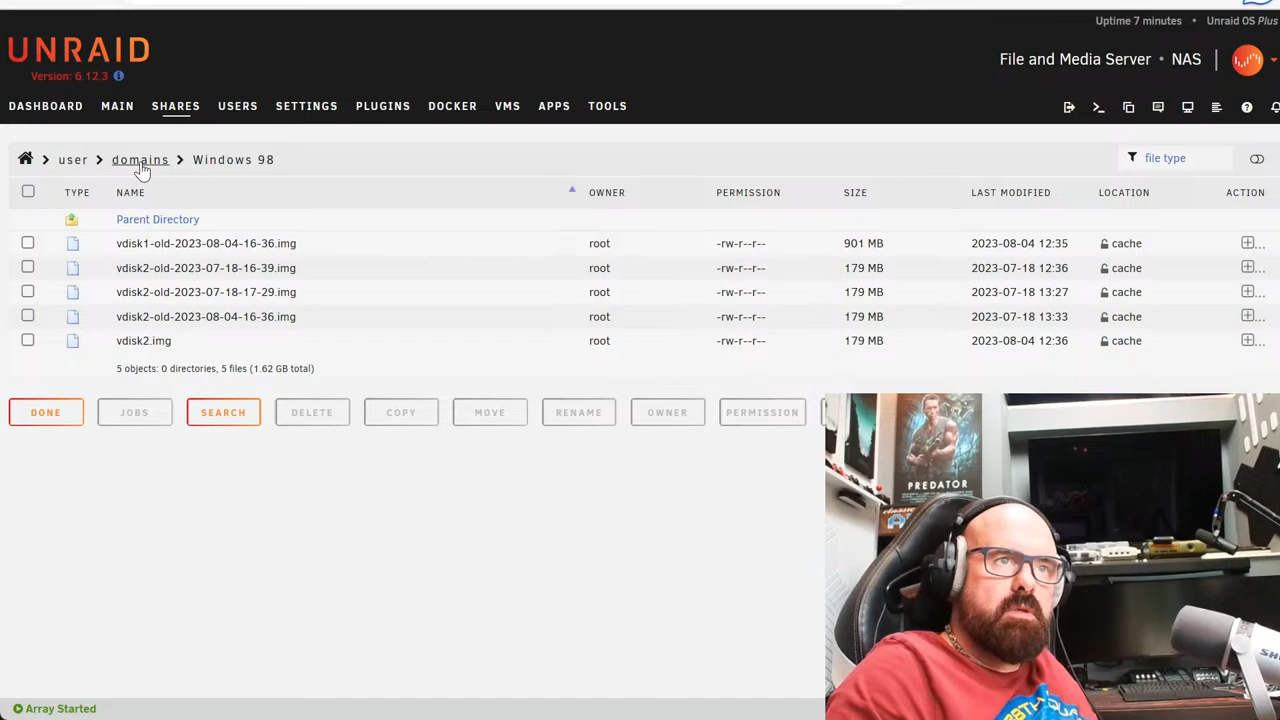 Uptime 7 minutes • Unraid OS Plus
UNRAID
Version: 6.12.3
File and Media Server • NAS
DASHBOARD MAIN SHARES USERS SETTINGS PLUGINS DOCKER VMS APPS TOOLS
user > domains > Windows 98
file type
TYPE NAME OWNER PERMISSION SIZE LAST MODIFIED LOCATION ACTION
Parent Directory
vdisk1-old-2023-08-04-16-36.img root -rw-r--r-- 901 MB 2023-08-04 12:35 cache ...
vdisk2-old-2023-07-18-16-39.img root -rw-r--r-- 179 MB 2023-07-18 12:36 cache ...
vdisk2-old-2023-07-18-17-29.img root -rw-r--r-- 179 MB 2023-07-18 13:27 cache ...
vdisk2-old-2023-08-04-16-36.img root -rw-r--r-- 179 MB 2023-07-18 13:33 cache ...
vdisk2.img root -rw-r--r-- 179 MB 2023-08-04 12:36 cache ...
5 objects: 0 directories, 5 files (1.62 GB total)
DONE JOBS SEARCH DELETE COPY MOVE RENAME OWNER PERMISSION
PREDATOR
Array Started